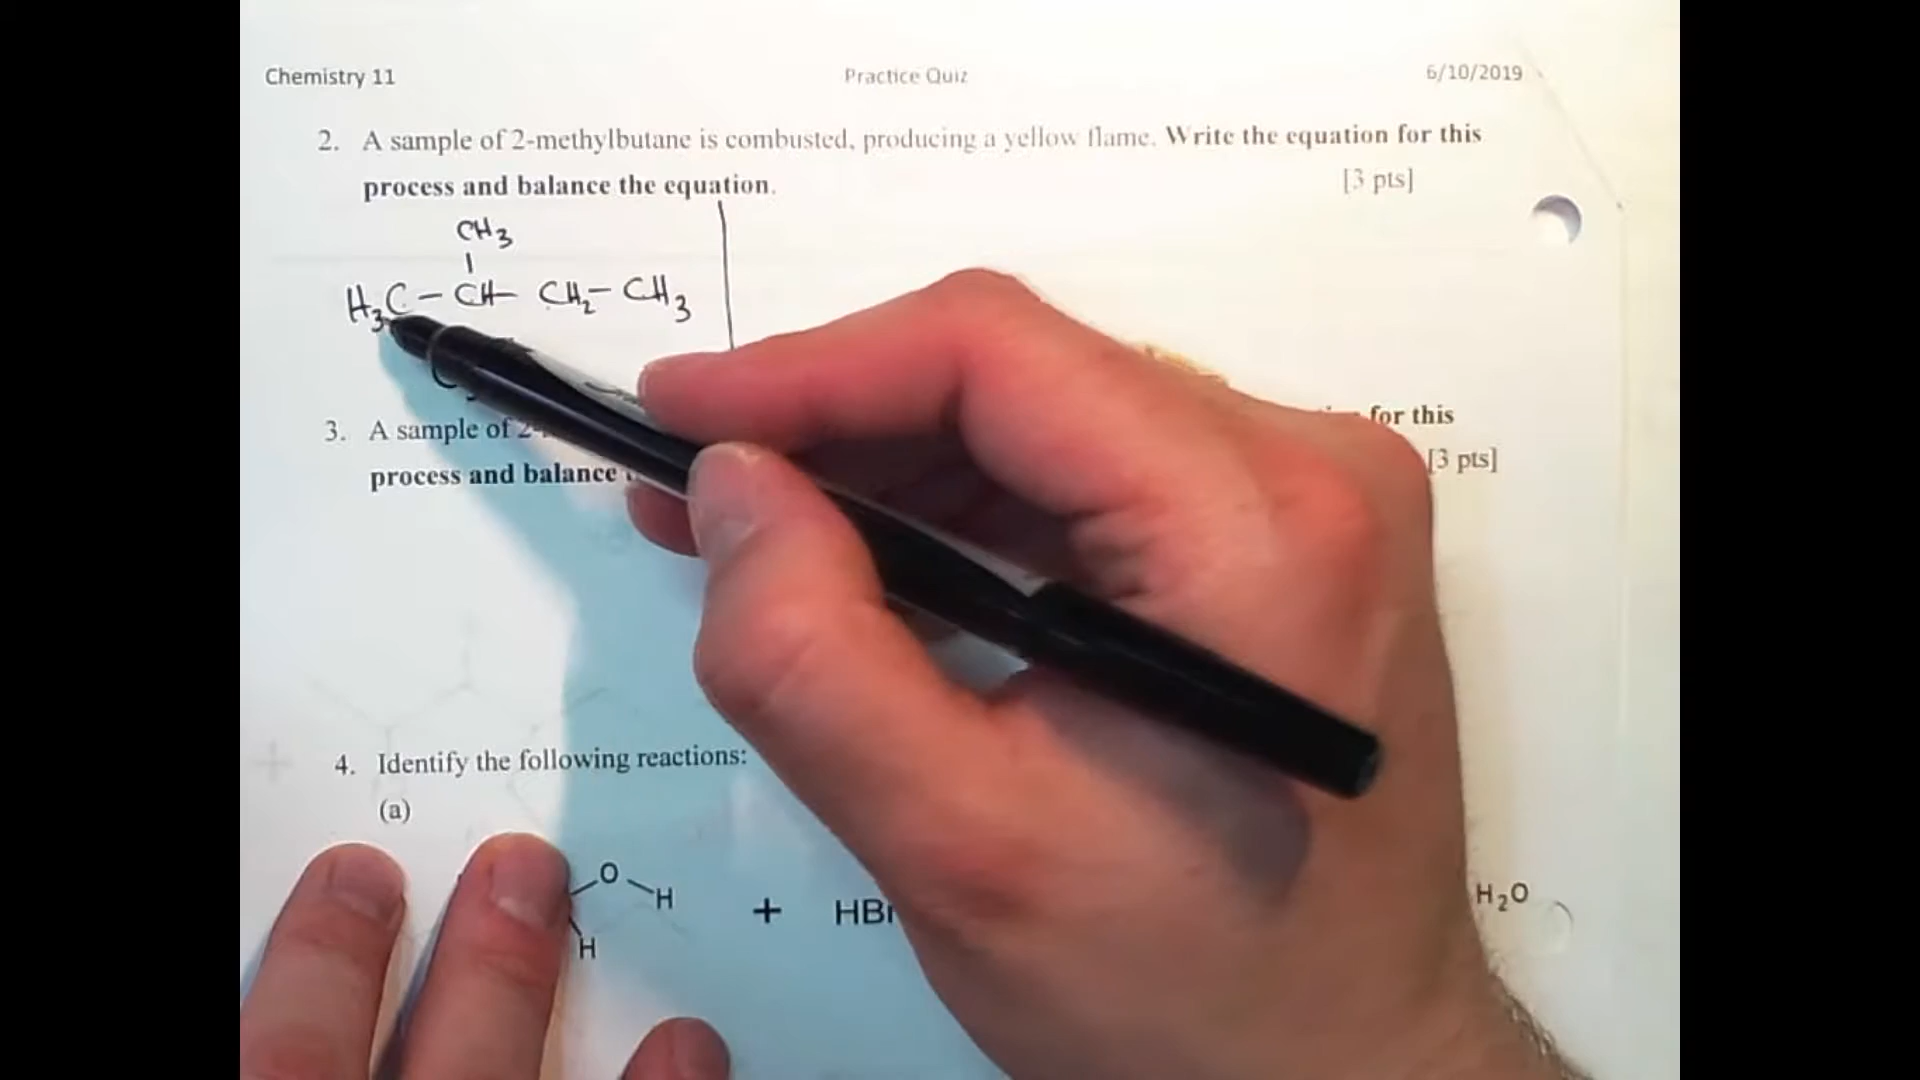 Chemistry 11 Practice Quiz 6/10/2019
2. A sample of 2-methylbutane is combusted, producing a yellow flame. Write the equation for this
process and balance the equation. [3 pts]
CH3
H3C – CH – CH2 – CH3
C
3. A sample of 2- for this
process and balance [3 pts]
4. Identify the following reactions:
(a)
O
H
H
+ HBr H2O